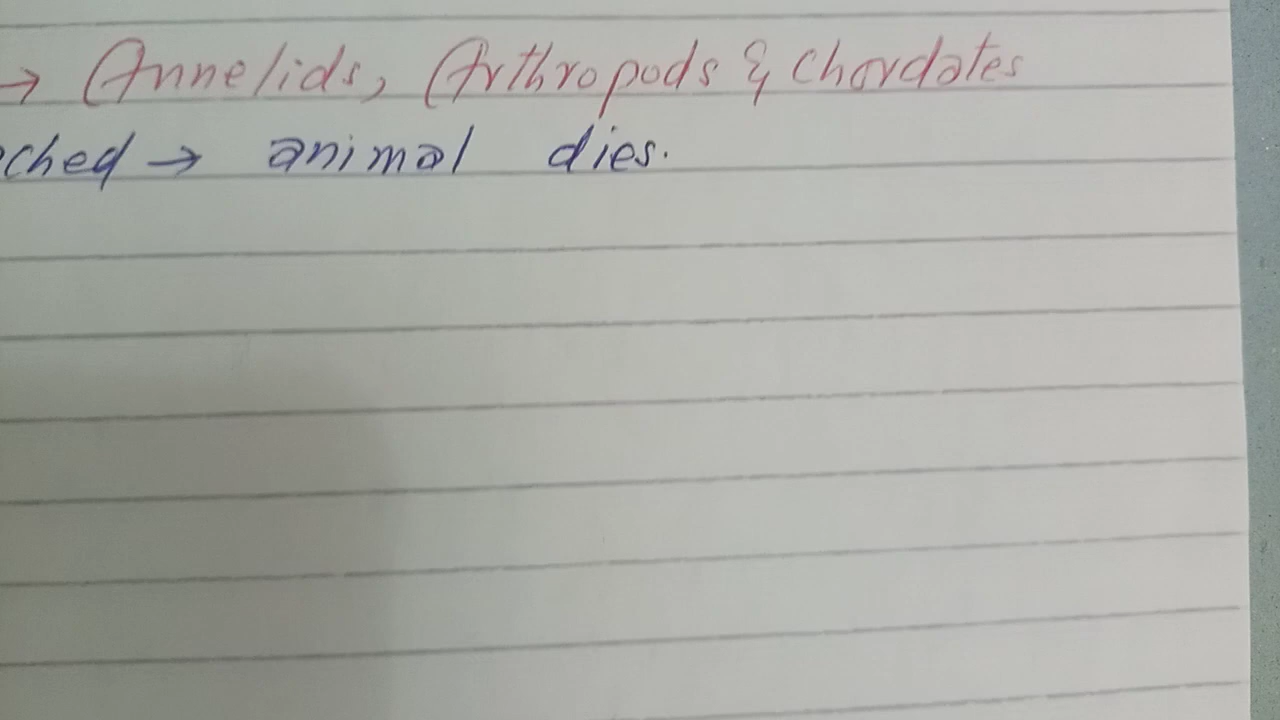 → Annelids, Arthropods & Chordates
ched → animal dies.